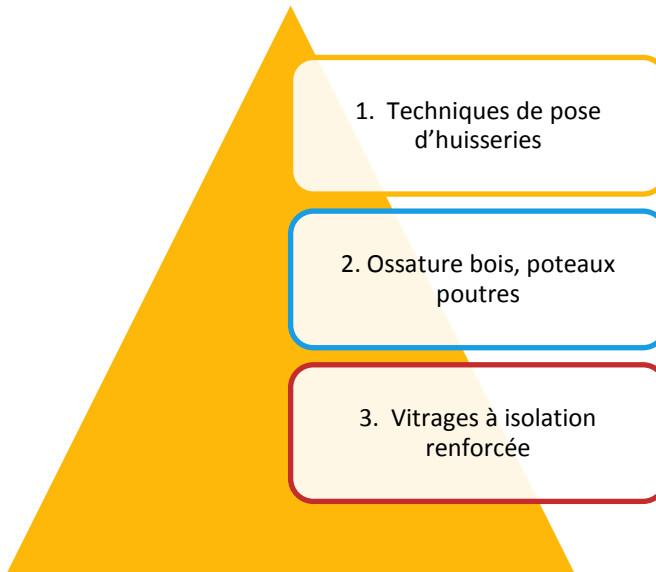 1. Techniques de pose
d’huisseries
2. Ossature bois, poteaux
poutres
3. Vitrages à isolation
renforcée